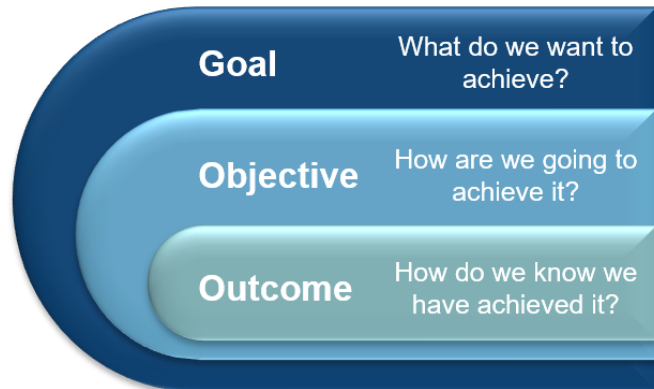 Goal
What do we want to
achieve?
Objective
How are we going to
achieve it?
Outcome
How do we know we
have achieved it?